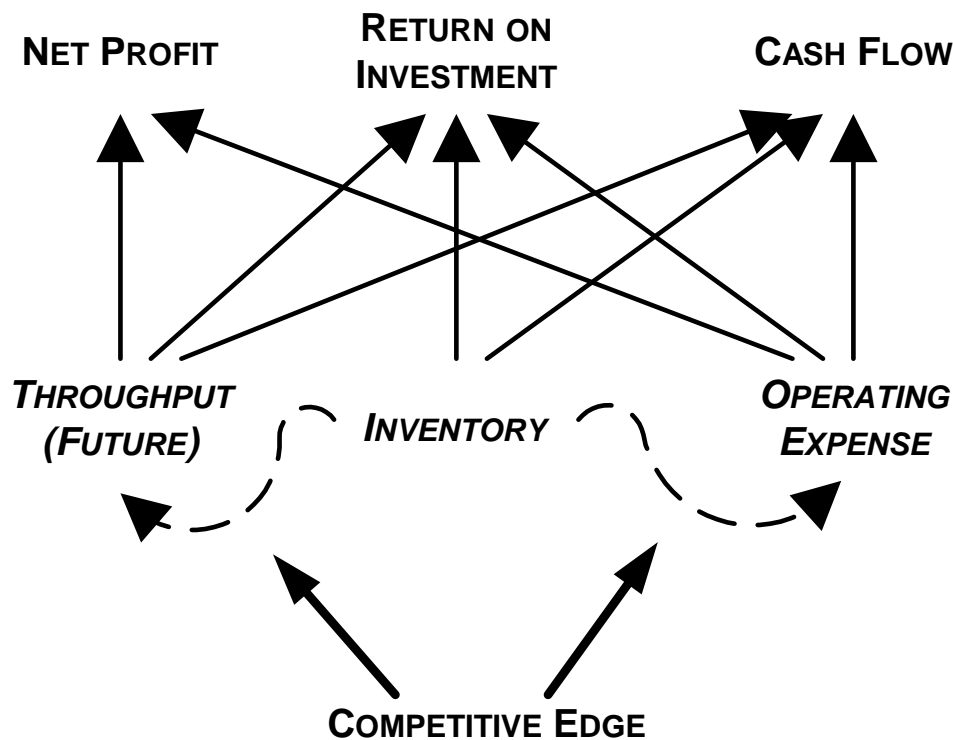 NET PROFIT
RETURN ON
INVESTMENT
CASH FLOW
THROUGHPUT
(FUTURE)
INVENTORY
OPERATING
EXPENSE
COMPETITIVE EDGE